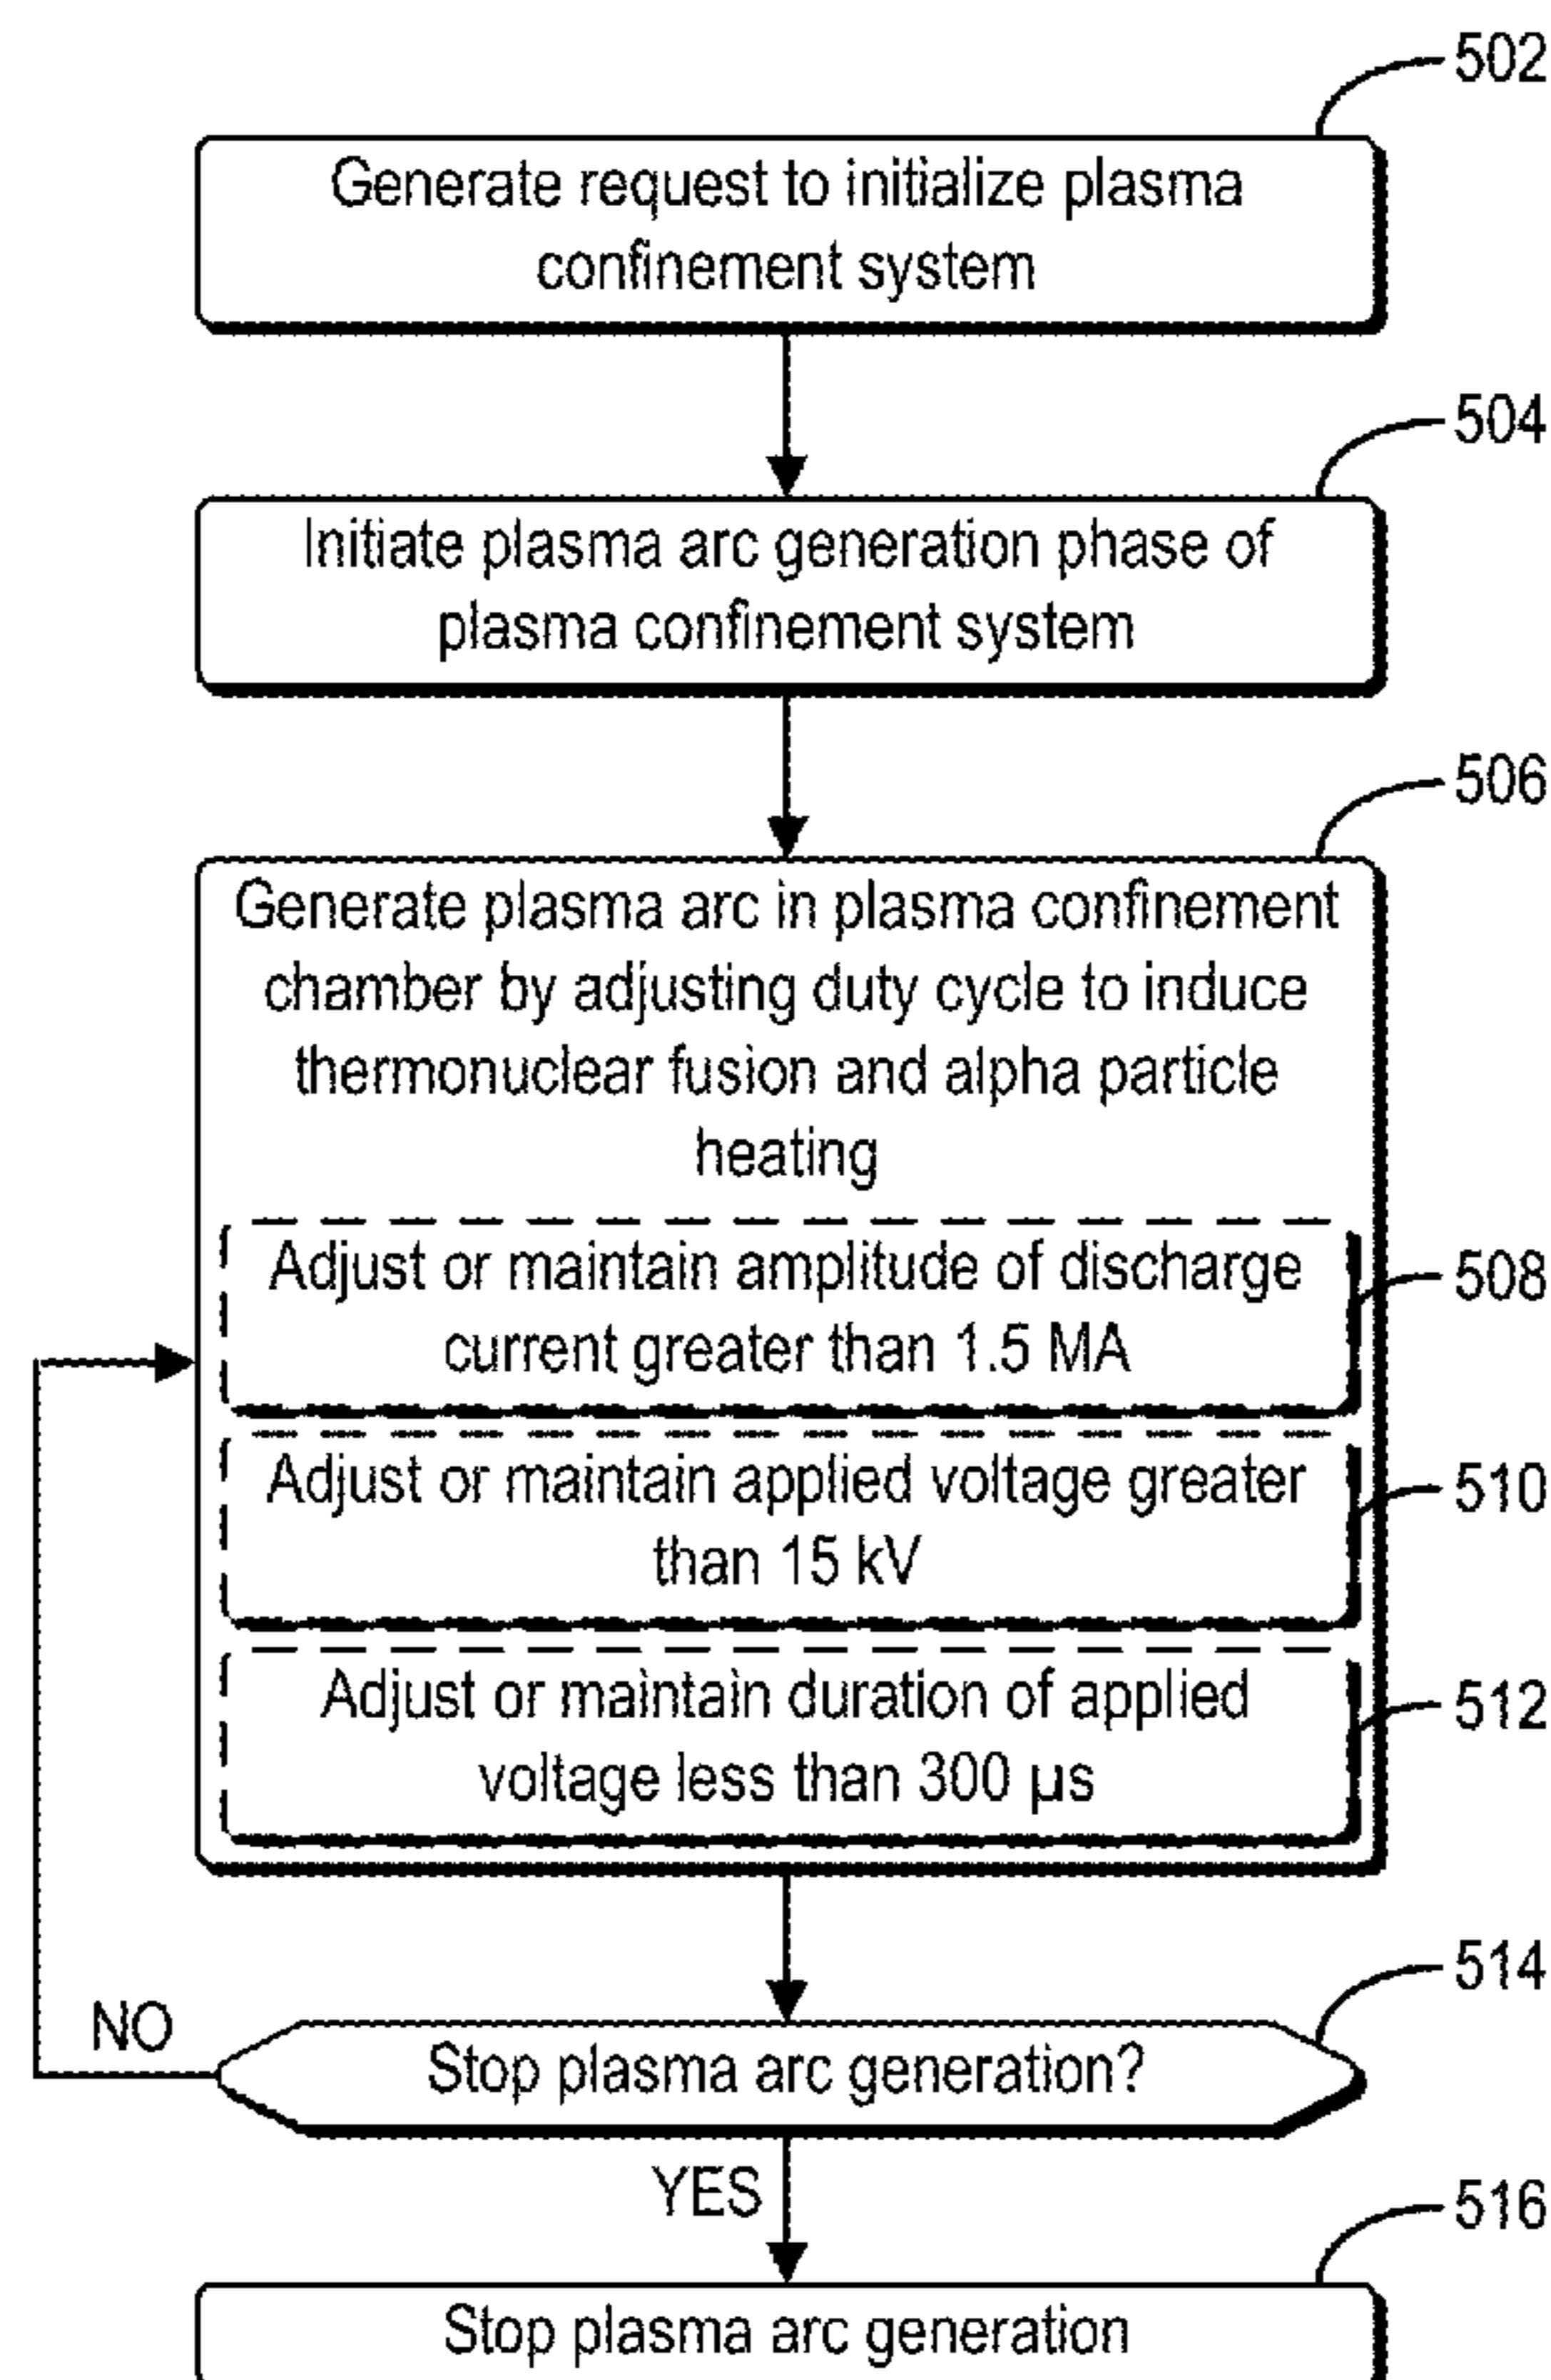 502
Generate request to initialize plasma
confinement system
504
Initiate plasma arc generation phase of
plasma confinement system
506
Generate plasma arc in plasma confinement
chamber by adjusting duty cycle to induce
thermonuclear fusion and alpha particle
heating
Adjust or maintain amplitude of discharge
current greater than 1.5 MA
508
Adjust or maintain applied voltage greater
than 15 kV
510
Adjust or maintain duration of applied
voltage less than 300 µs
512
514
NO
Stop plasma arc generation?
YES
516
Stop plasma arc generation